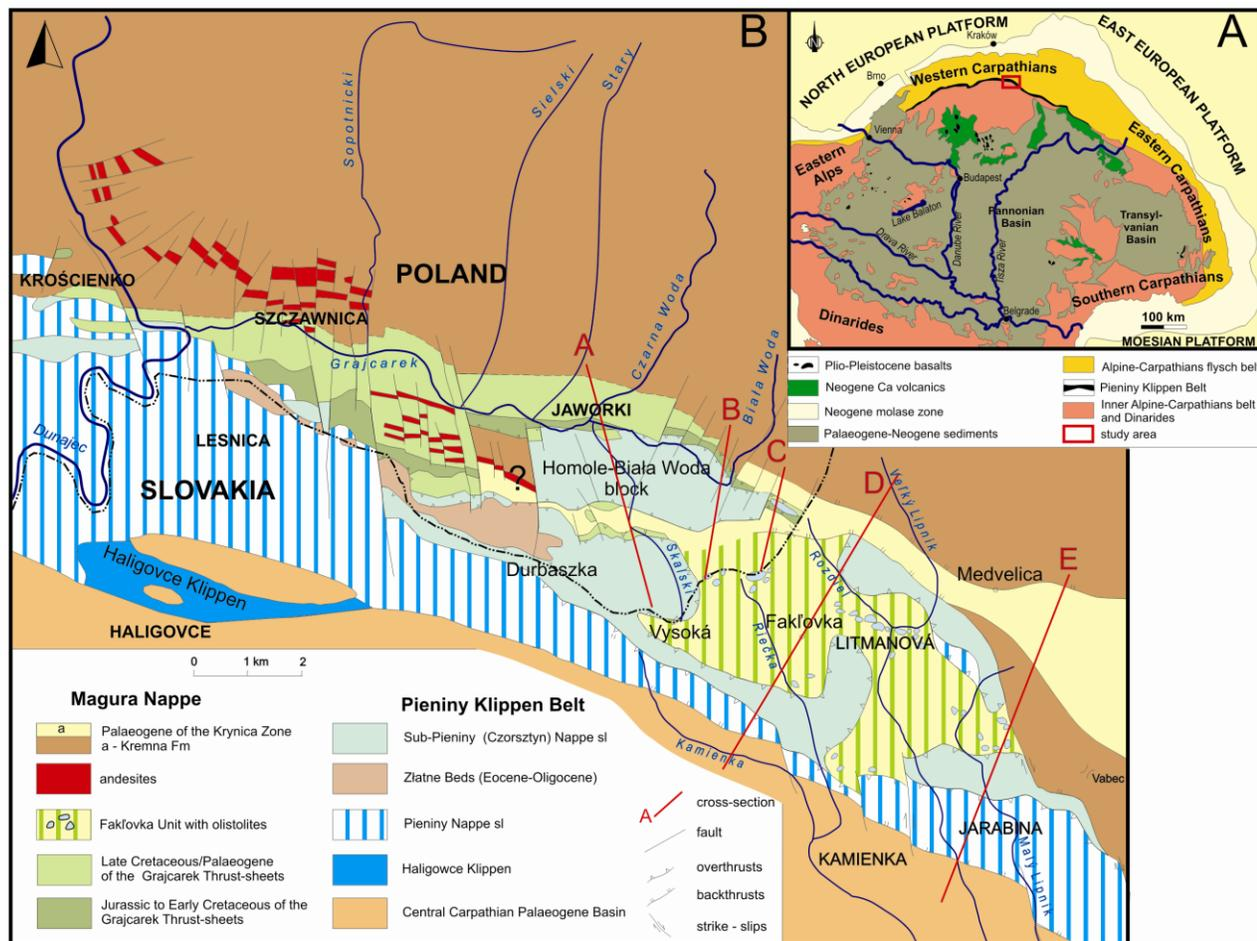 B
Sopotnicki
Sielski
Stary
KROŚCIENKO
POLAND
SZCZAWNICA
Grajcarek
Czarna Woda
Biała Woda
A
JAWORKI
B
C
Homole-Biała Woda
block
?
D
Veľký Lipnik
LESNICA
SLOVAKIA
Dunajec
Haligovce Klippen
HALIGOVCE
Durbaszka
Skalski
Vysoká
Rozdiel
Riečka
Fakľovka
LITMANOVÁ
Medvelica
E
Kamienka
Vabec
JARABINA
KAMIENKA
Malý Lipnik
0 1 km 2
A
NORTH EUROPEAN PLATFORM
Kraków
EAST EUROPEAN PLATFORM
Brno
Western Carpathians
Vienna
Eastern Alps
Eastern Carpathians
Budapest
Lake Balaton
Danube River
Tisza River
Pannonian
Basin
Transyl-
vanian
Basin
Drava River
Southern Carpathians
Belgrade
Dinarides
100 km
MOESIAN PLATFORM
Plio-Pleistocene basalts
Neogene Ca volcanics
Neogene molase zone
Palaeogene-Neogene sediments
Alpine-Carpathians flysch bel
Pieniny Klippen Belt
Inner Alpine-Carpathians belt
and Dinarides
study area
Magura Nappe
a
Palaeogene of the Krynica Zone
a - Kremna Fm
andesites
Fakľovka Unit with olistolites
Late Cretaceous/Palaeogene
of the Grajcarek Thrust-sheets
Jurassic to Early Cretaceous of the
Grajcarek Thrust-sheets
Pieniny Klippen Belt
Sub-Pieniny (Czorsztyn) Nappe sl
Złatne Beds (Eocene-Oligocene)
Pieniny Nappe sl
Haligowce Klippen
Central Carpathian Palaeogene Basin
A
cross-section
fault
overthrusts
backthrusts
strike - slips